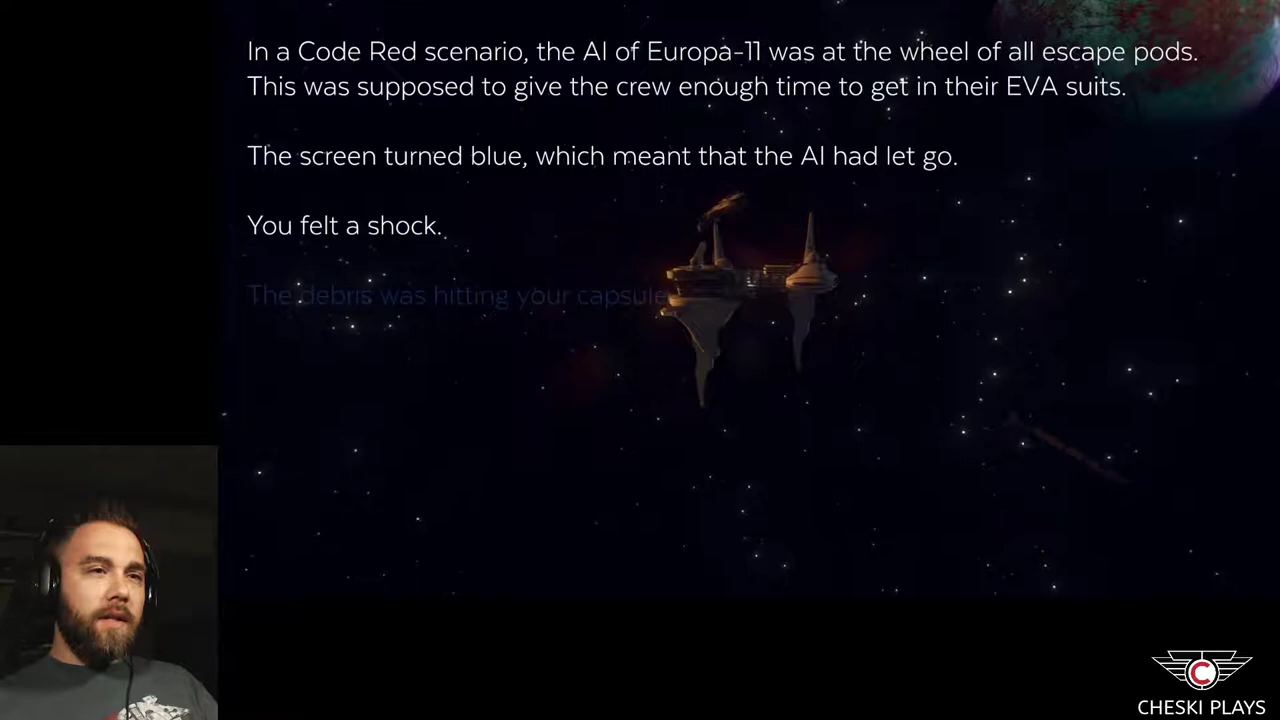 In a Code Red scenario, the AI of Europa-11 was at the wheel of all escape pods.
This was supposed to give the crew enough time to get in their EVA suits.
The screen turned blue, which meant that the AI had let go.
You felt a shock.
The debris was hitting your capsule
C
CHESKI PLAYS